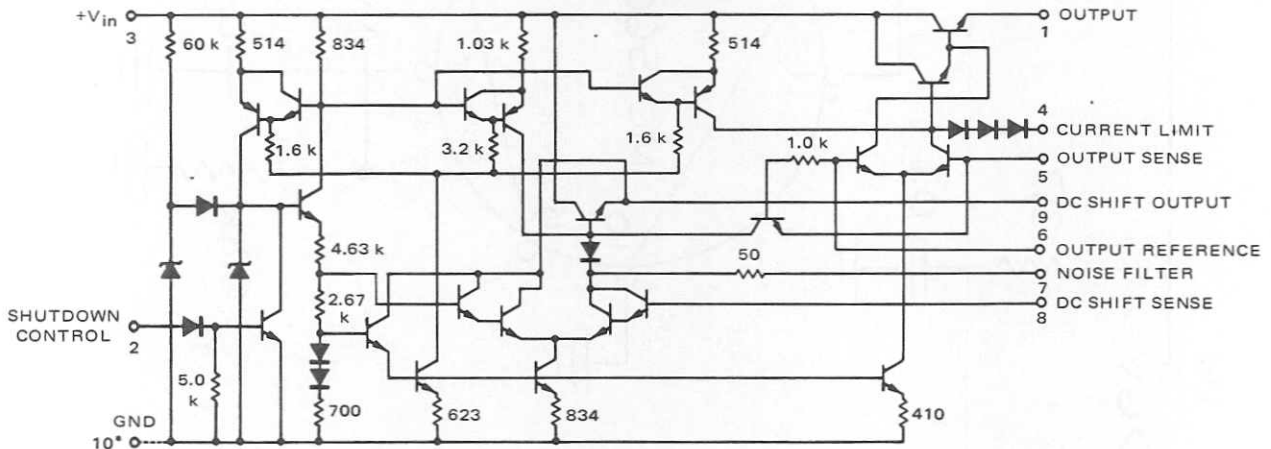 +Vin
3
60 k
514
834
1.03 k
514
OUTPUT
1
4
CURRENT LIMIT
1.6 k
3.2 k
1.6 k
1.0 k
OUTPUT SENSE
5
DC SHIFT OUTPUT
9
6
OUTPUT REFERENCE
4.63 k
50
NOISE FILTER
7
DC SHIFT SENSE
8
2.67
k
SHUTDOWN
CONTROL
2
5.0
k
700
623
834
410
GND
10*